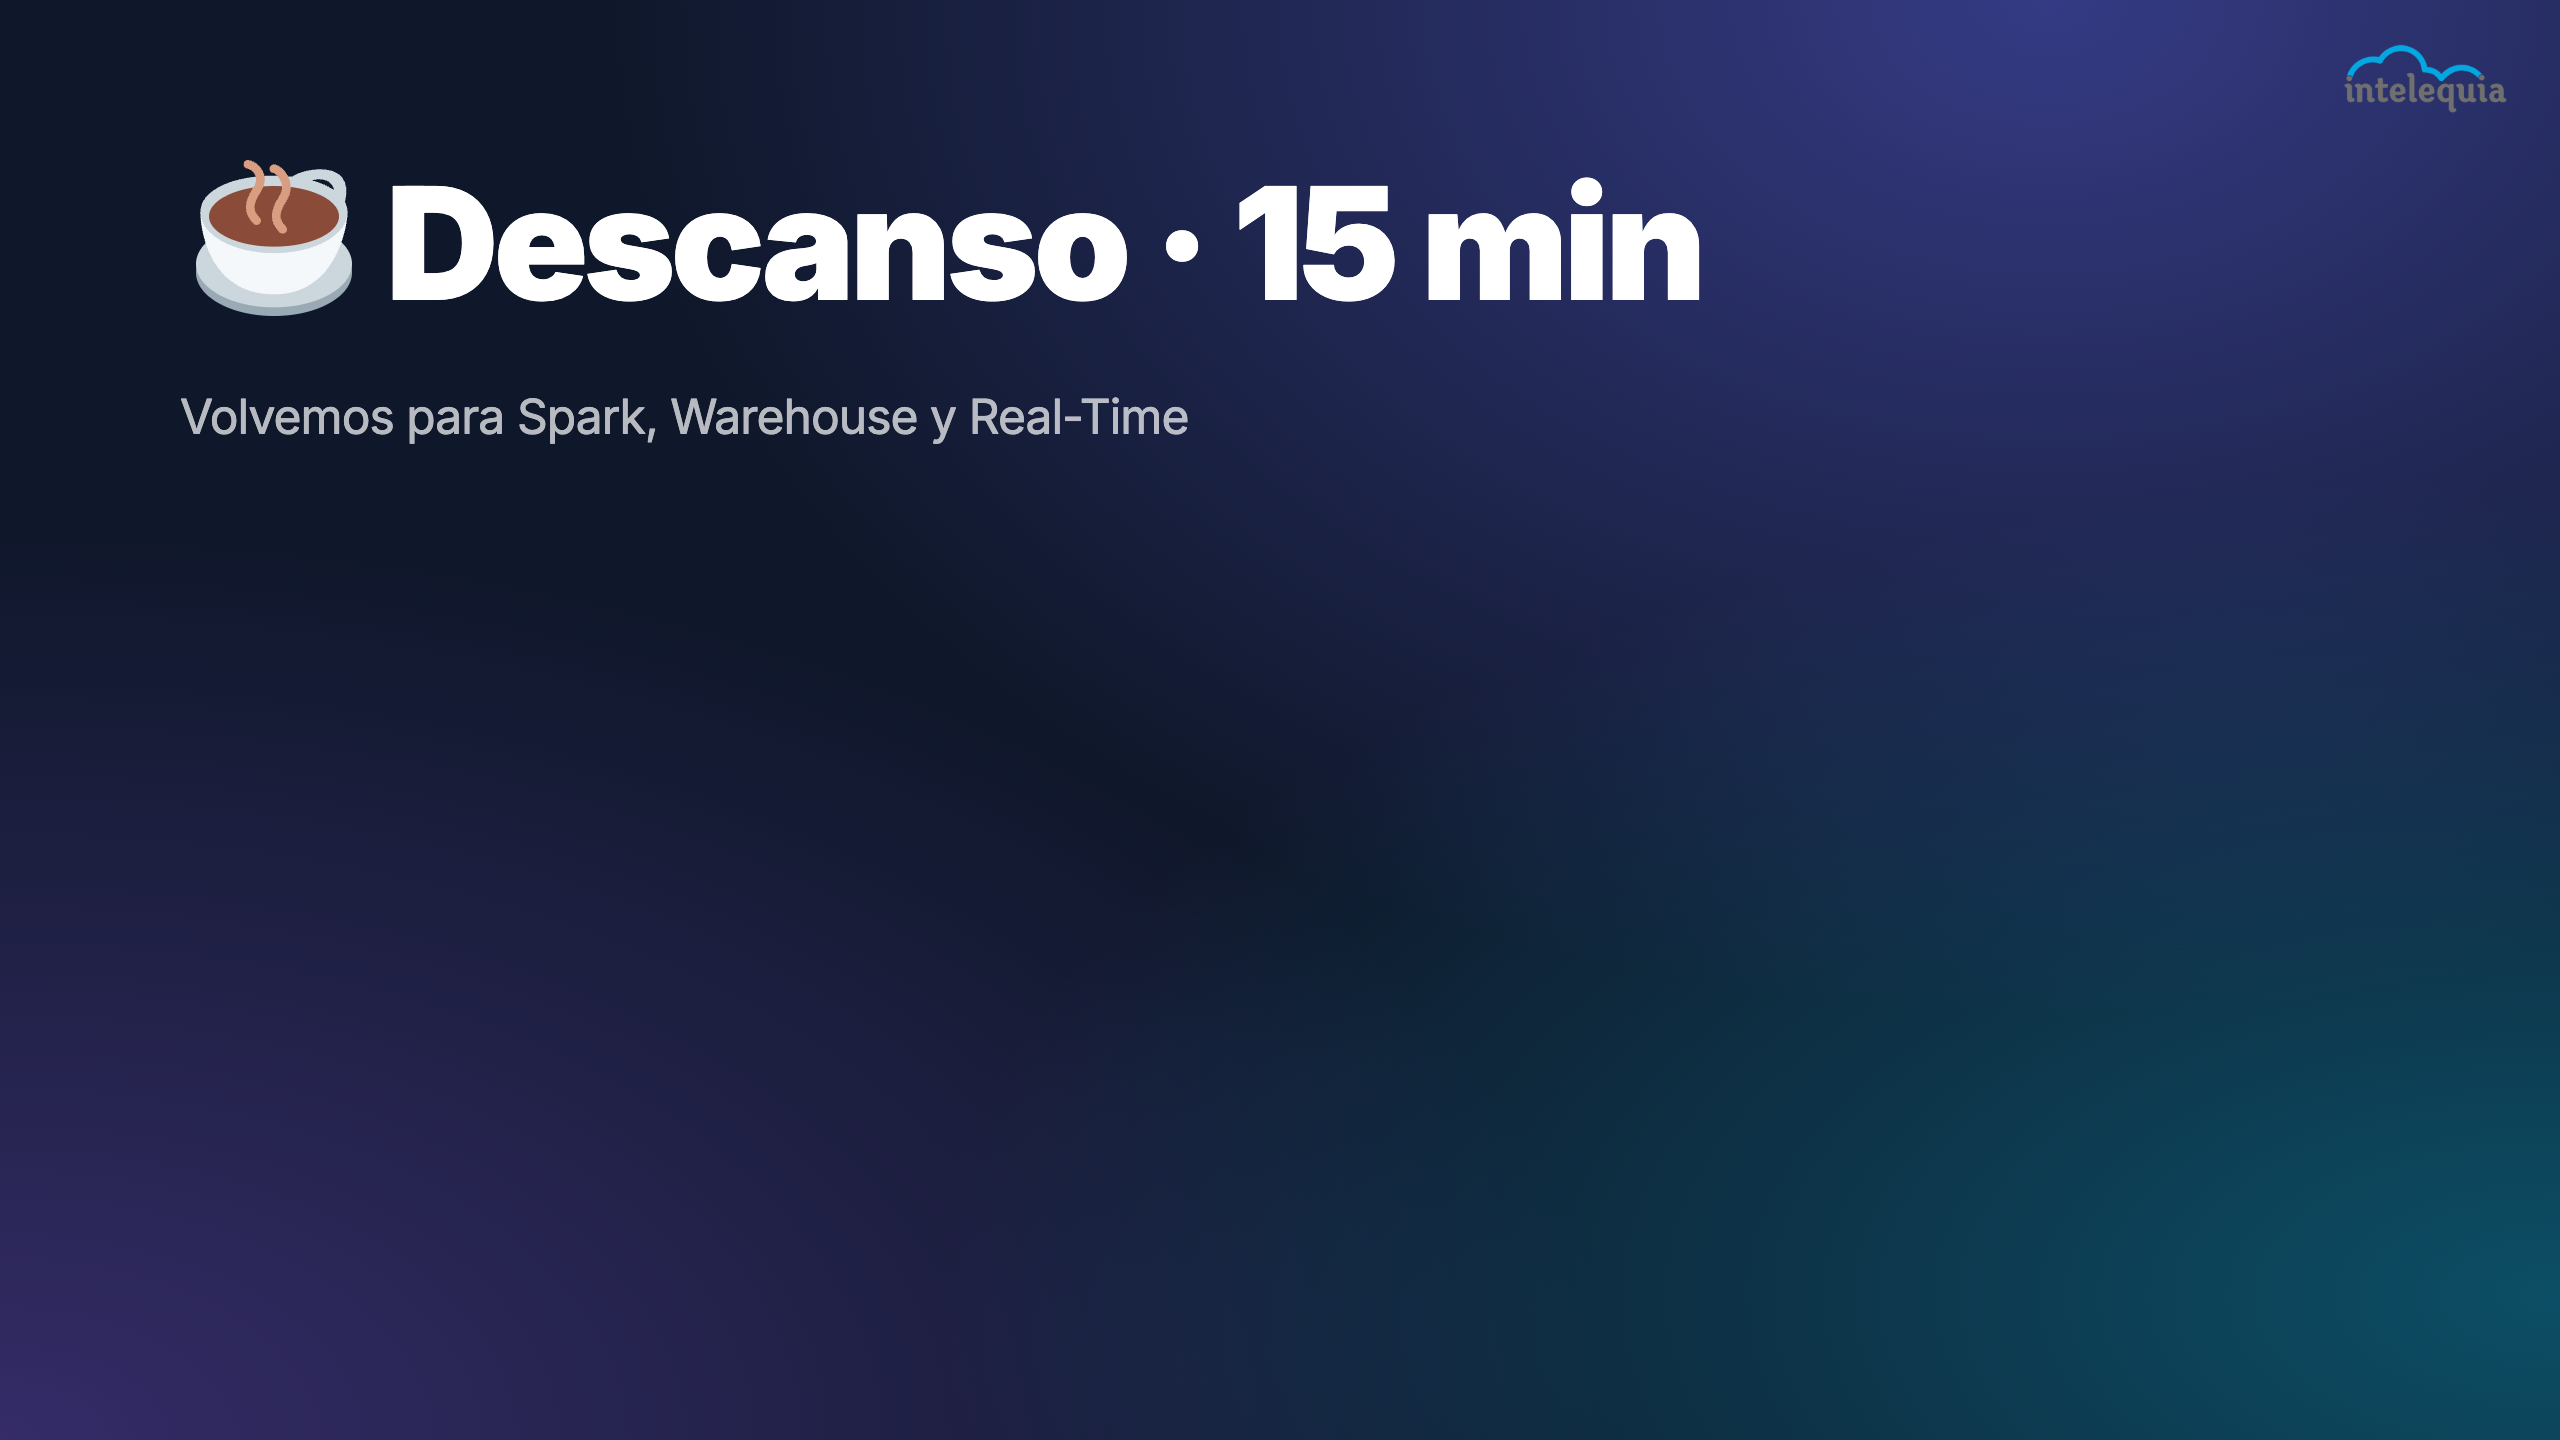 intelequia
☕ Descanso · 15 min
Volvemos para Spark, Warehouse y Real-Time